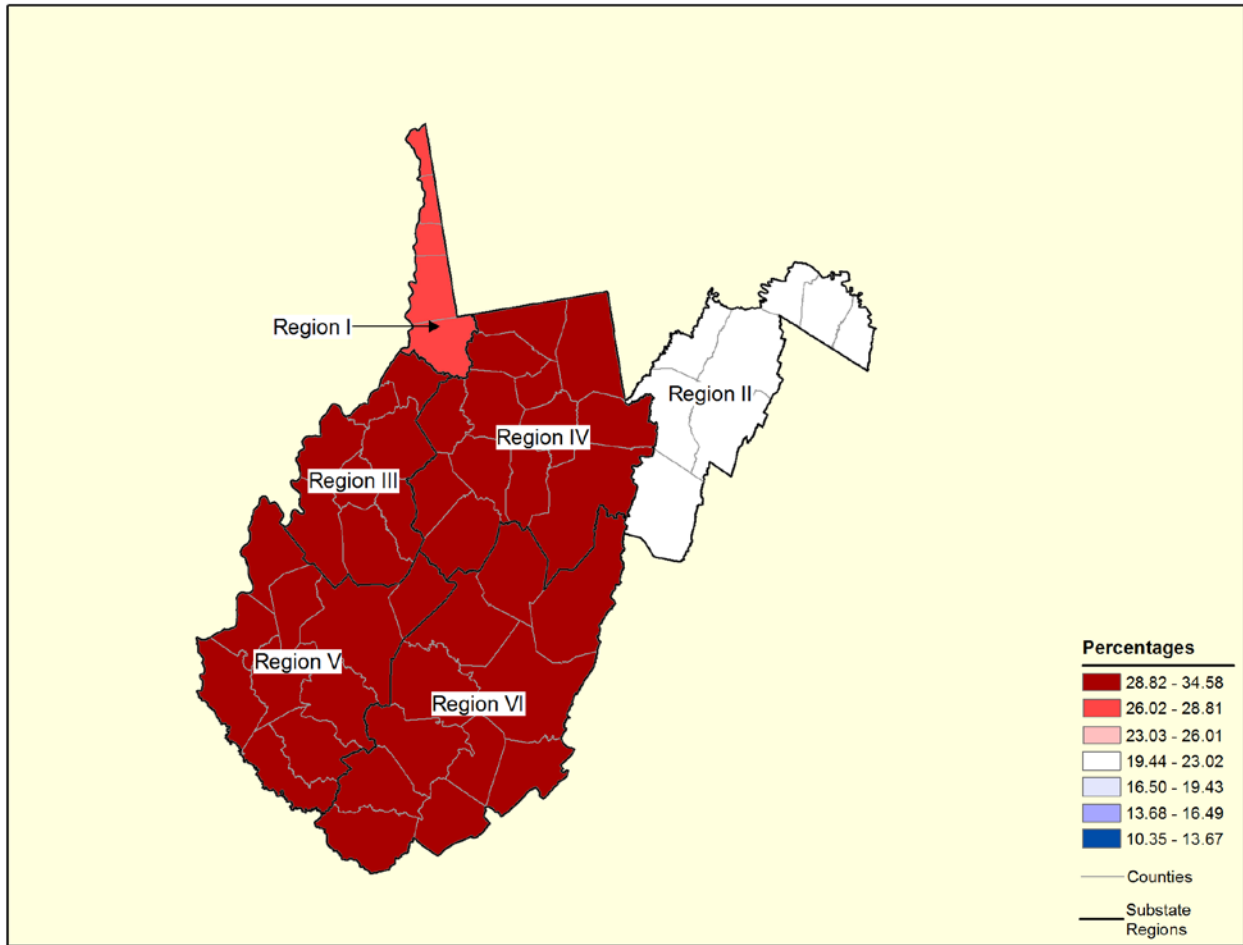 Region I
Region II
Region IV
Region III
Region V
Region VI
Percentages
28.82 - 34.58
26.02 - 28.81
23.03 - 26.01
19.44 - 23.02
16.50 - 19.43
13.68 - 16.49
10.35 - 13.67
Counties
Substate
Regions